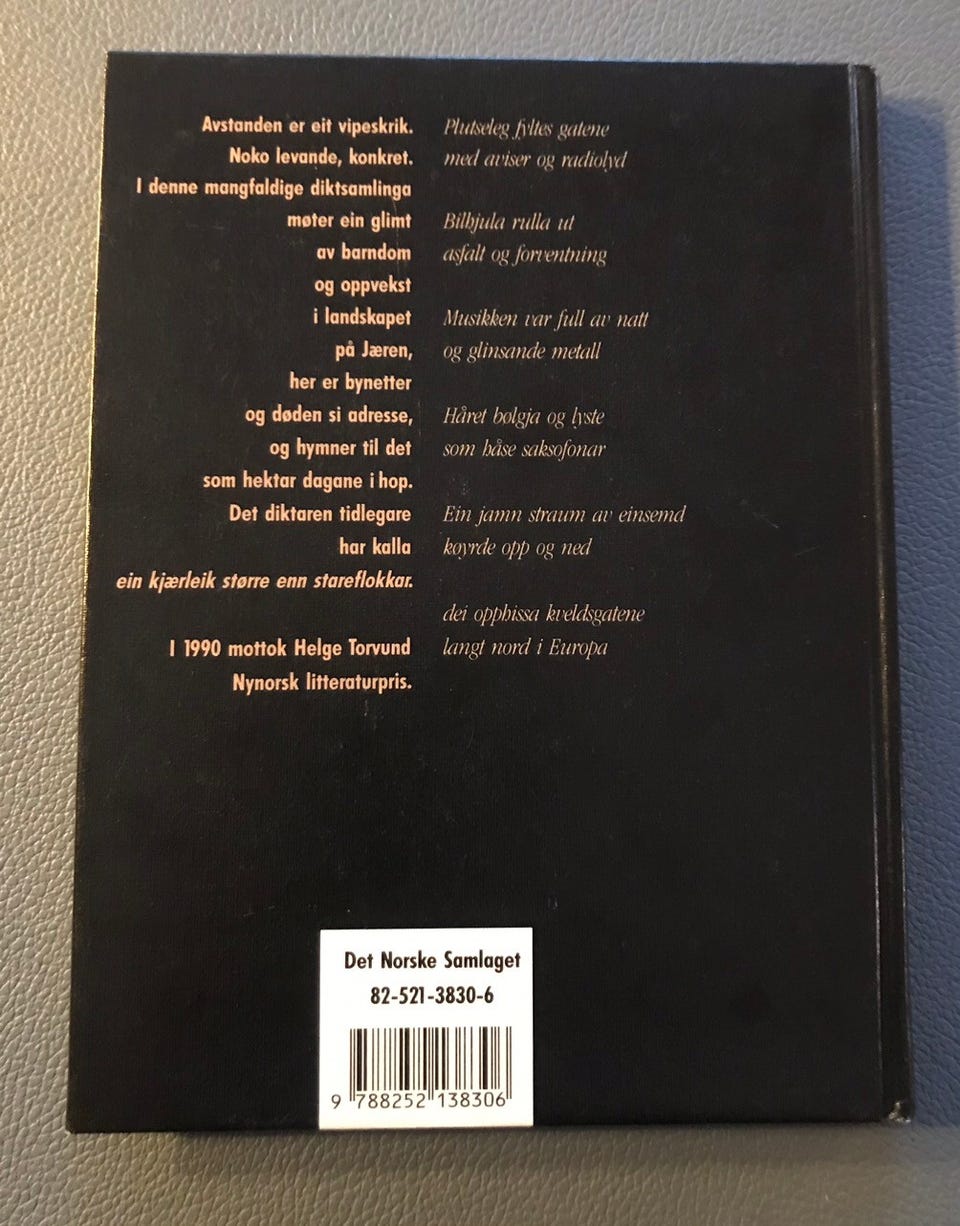 Avstanden er eit vipeskrik.
Noko levande, konkret.
I denne mangfaldige diktsamlinga
møter ein glimt
av barndom
og oppvekst
i landskapet
på Jæren,
her er bynetter
og døden si adresse,
og hymner til det
som hektar dagane i hop.
Det diktaren tidlegare
har kalla
ein kjærleik større enn stareflokkar.
I 1990 mottok Helge Torvund
Nynorsk litteraturpris.
Plutseleg fyltes gatene
med aviser og radiolyd
Bilhjula rulla ut
asfalt og forventning
Musikken var full av natt
og glinsande metall
Håret bølgja og lyste
som håse saksofonar
Ein jamn straum av einsemd
køyrde opp og ned
dei opphissa kveldsgatene
langt nord i Europa
Det Norske Samlaget
82-521-3830-6
9 788252 138306